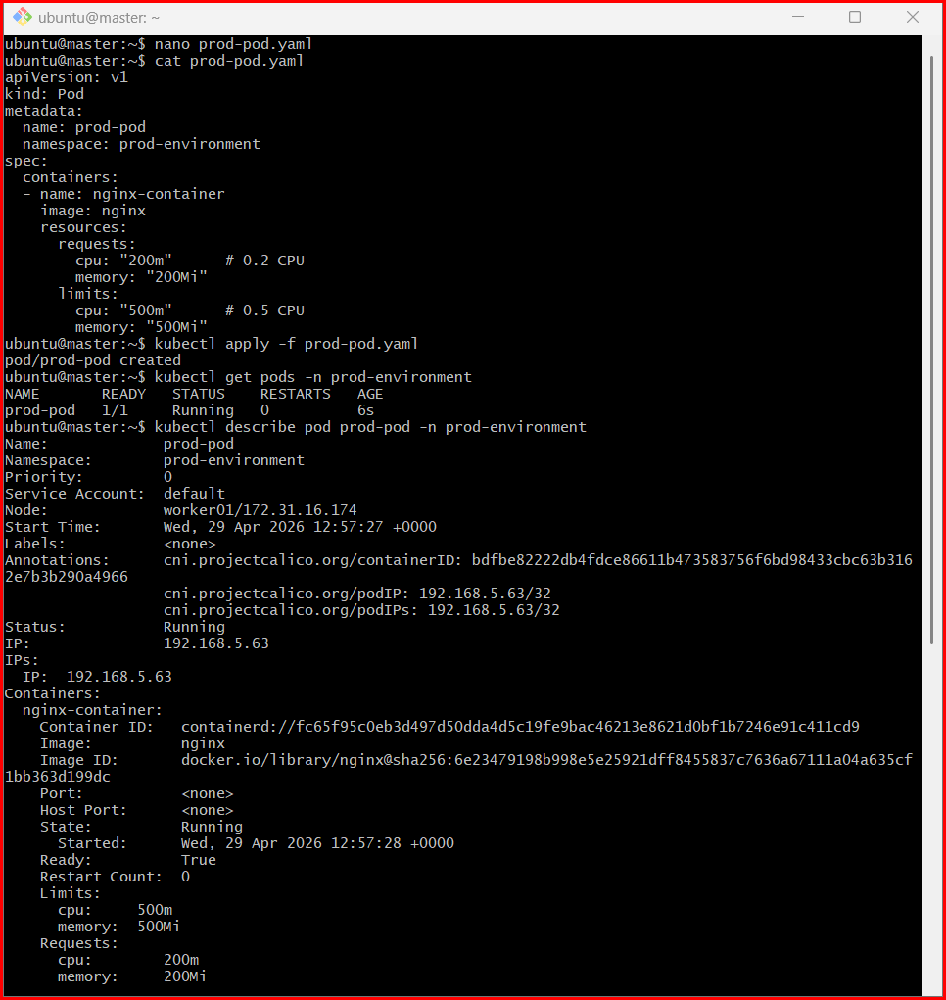 ubuntu@master: ~
ubuntu@master:~$ nano prod-pod.yaml
ubuntu@master:~$ cat prod-pod.yaml
apiVersion: v1
kind: Pod
metadata:
  name: prod-pod
  namespace: prod-environment
spec:
  containers:
  - name: nginx-container
    image: nginx
    resources:
      requests:
        cpu: "200m"      # 0.2 CPU
        memory: "200Mi"
      limits:
        cpu: "500m"      # 0.5 CPU
        memory: "500Mi"
ubuntu@master:~$ kubectl apply -f prod-pod.yaml
pod/prod-pod created
ubuntu@master:~$ kubectl get pods -n prod-environment
NAME       READY   STATUS    RESTARTS   AGE
prod-pod   1/1     Running   0          6s
ubuntu@master:~$ kubectl describe pod prod-pod -n prod-environment
Name:             prod-pod
Namespace:        prod-environment
Priority:         0
Service Account:  default
Node:             worker01/172.31.16.174
Start Time:       Wed, 29 Apr 2026 12:57:27 +0000
Labels:           <none>
Annotations:      cni.projectcalico.org/containerID: bdfbe82222db4fdce86611b473583756f6bd98433cbc63b316
2e7b3b290a4966
                  cni.projectcalico.org/podIP: 192.168.5.63/32
                  cni.projectcalico.org/podIPs: 192.168.5.63/32
Status:           Running
IP:               192.168.5.63
IPs:
  IP:  192.168.5.63
Containers:
  nginx-container:
    Container ID:   containerd://fc65f95c0eb3d497d50dda4d5c19fe9bac46213e8621d0bf1b7246e91c411cd9
    Image:          nginx
    Image ID:       docker.io/library/nginx@sha256:6e23479198b998e5e25921dff8455837c7636a67111a04a635cf
1bb363d199dc
    Port:           <none>
    Host Port:      <none>
    State:          Running
      Started:      Wed, 29 Apr 2026 12:57:28 +0000
    Ready:          True
    Restart Count:  0
    Limits:
      cpu:     500m
      memory:  500Mi
    Requests:
      cpu:        200m
      memory:     200Mi